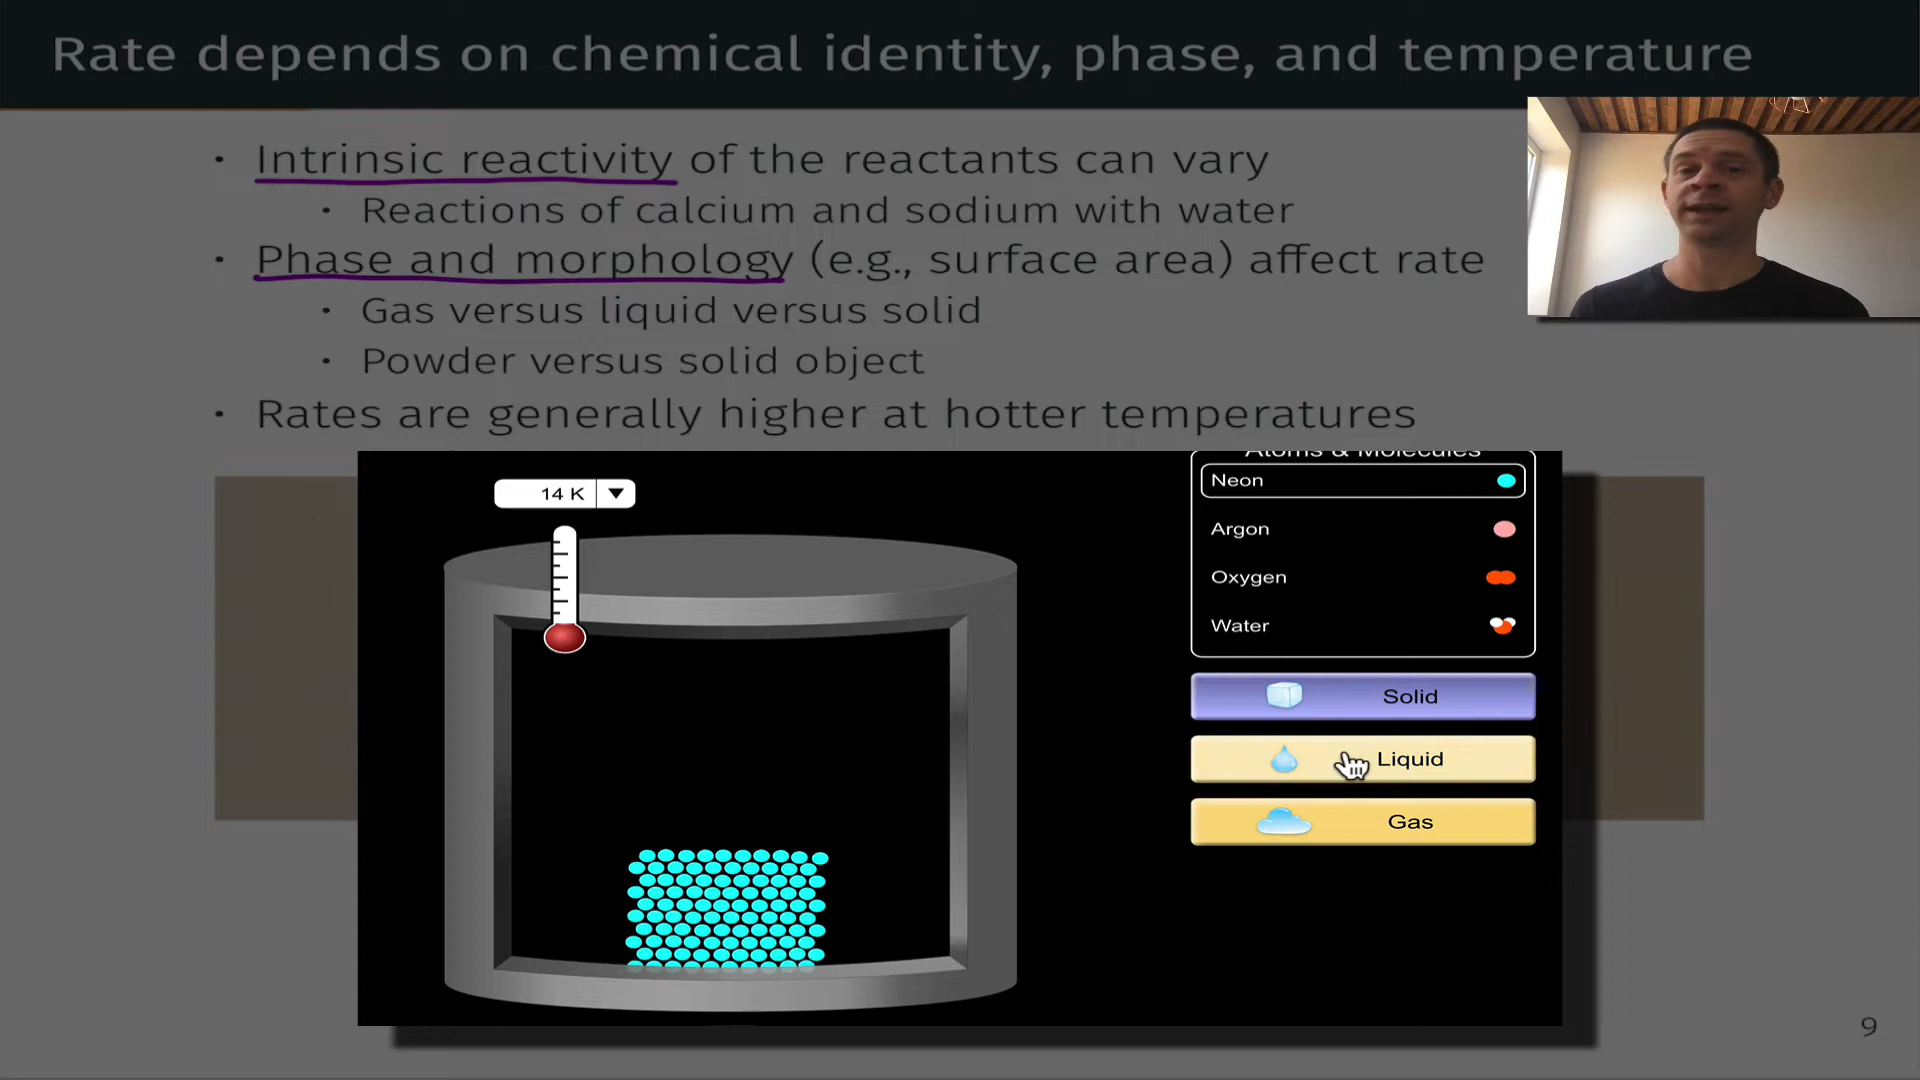 Rate depends on chemical identity, phase, and temperature
• Intrinsic reactivity of the reactants can vary
• Reactions of calcium and sodium with water
• Phase and morphology (e.g., surface area) affect rate
• Gas versus liquid versus solid
• Powder versus solid object
• Rates are generally higher at hotter temperatures
14 K
Atoms & Molecules
Neon
Argon
Oxygen
Water
Solid
Liquid
Gas
9